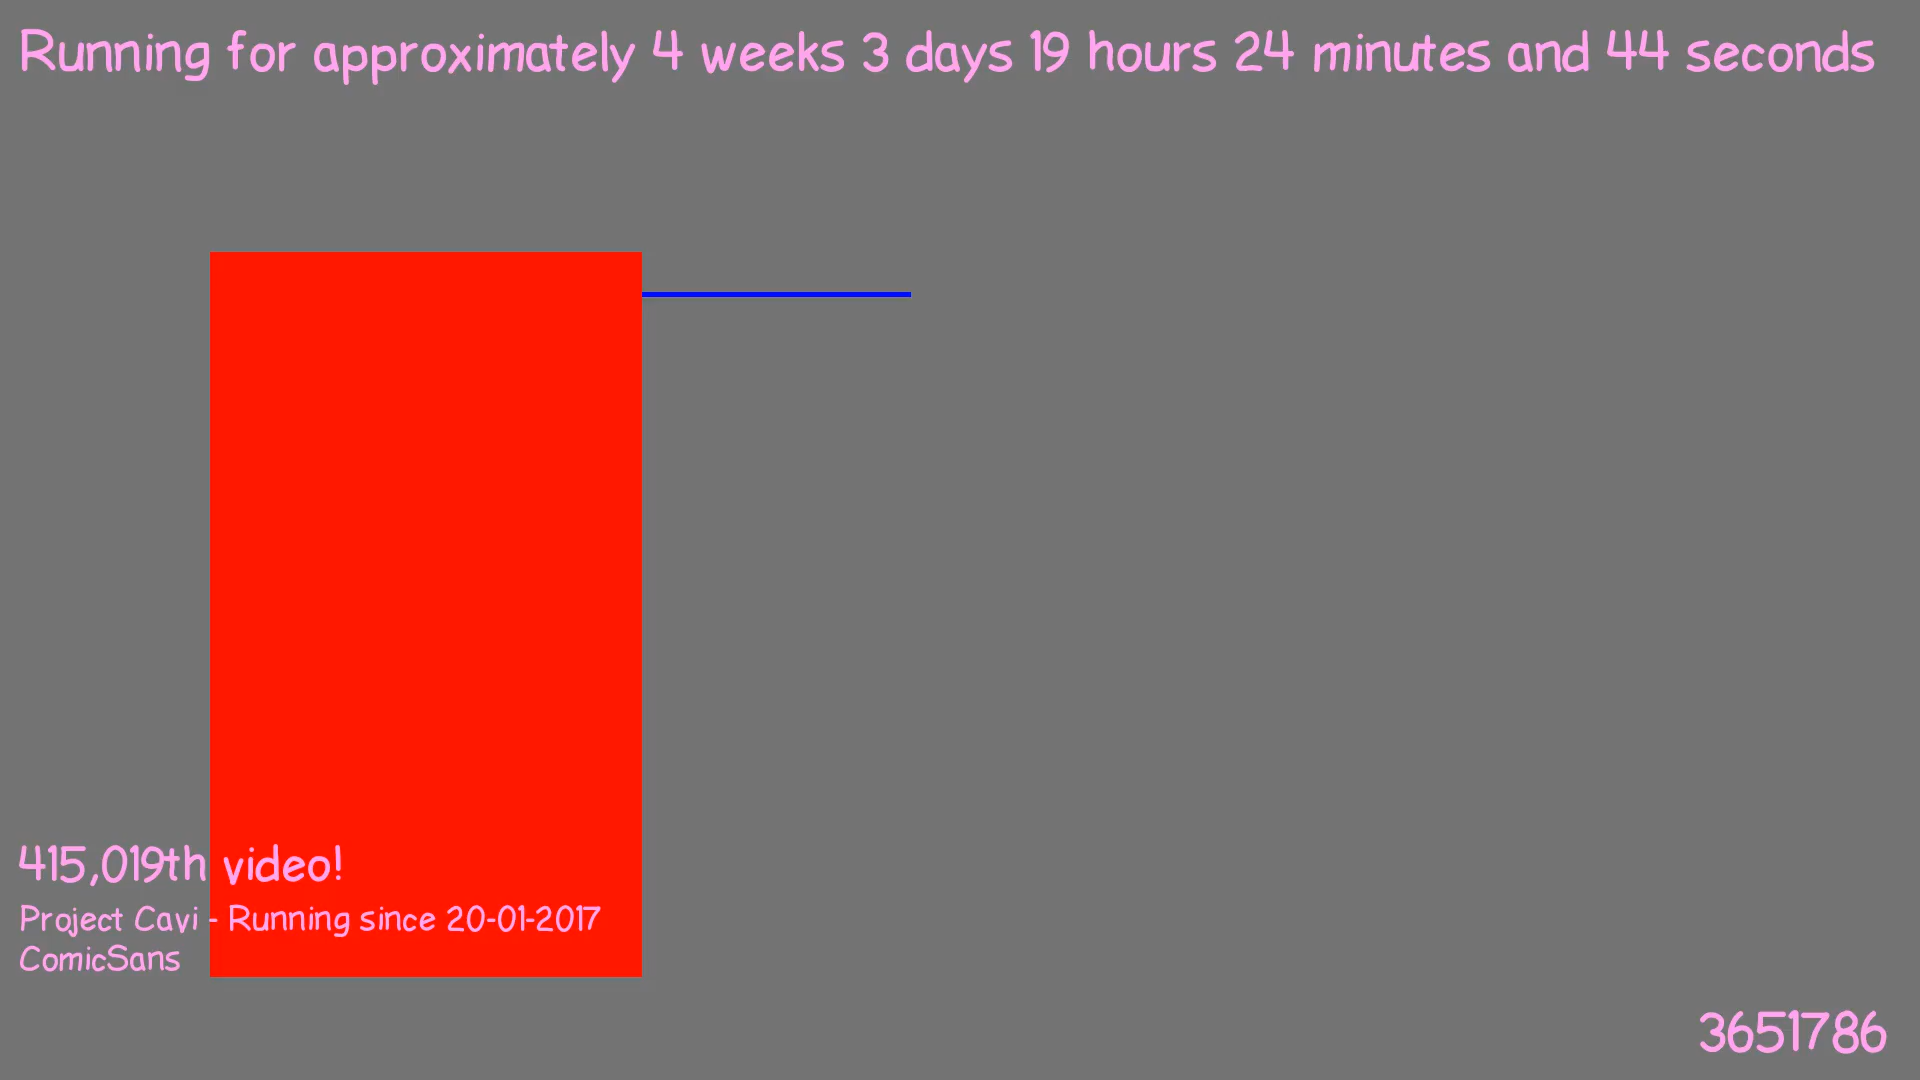 Running for approximately 4 weeks 3 days 19 hours 24 minutes and 44 seconds
415,019th video!
Project Cavi - Running since 20-01-2017
ComicSans
3651786